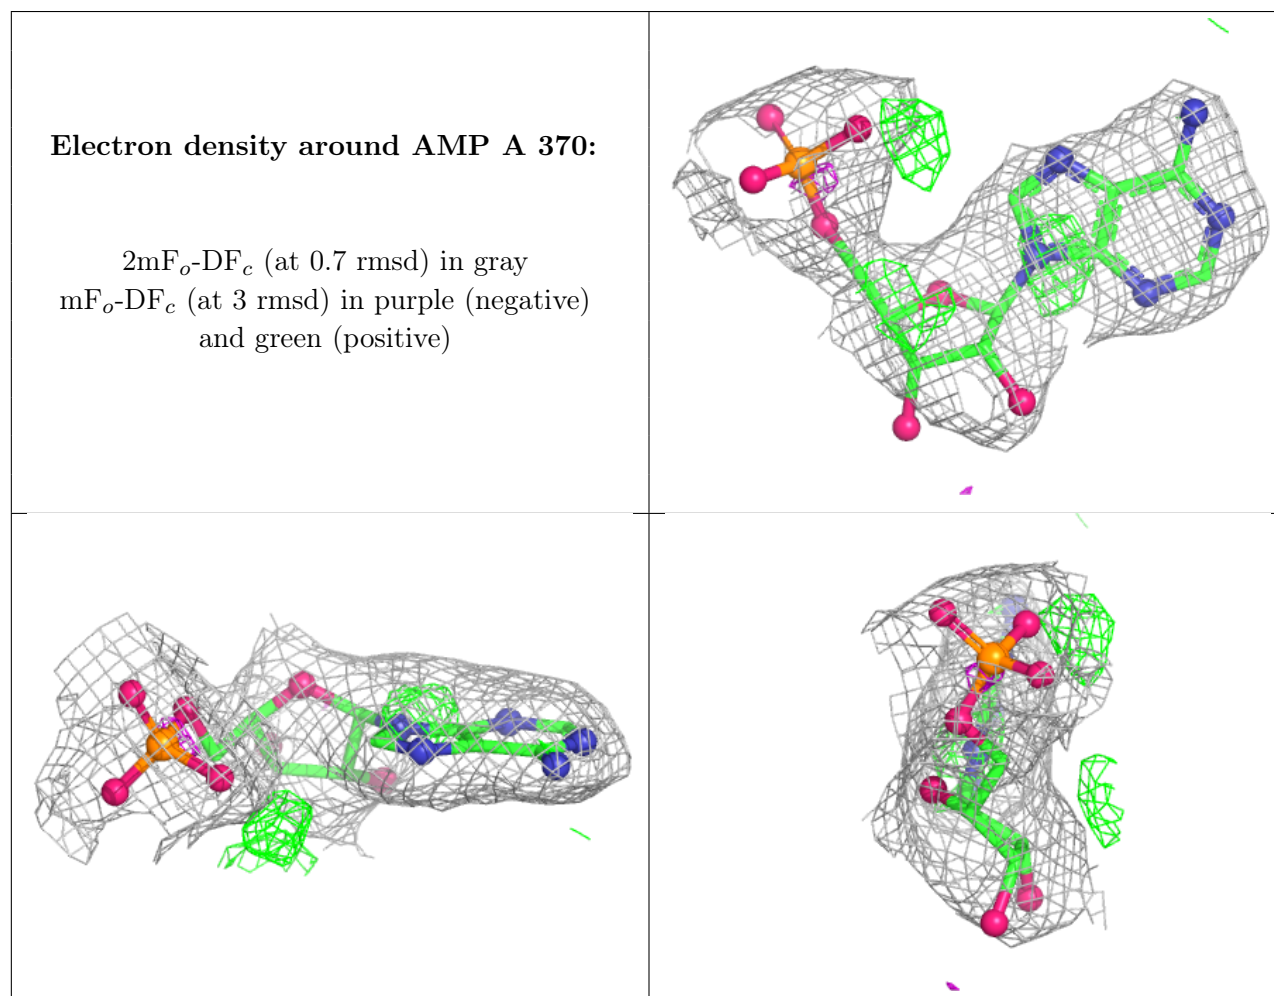 Electron density around AMP A 370:
2mFo-DFc (at 0.7 rmsd) in gray
mFo-DFc (at 3 rmsd) in purple (negative)
and green (positive)